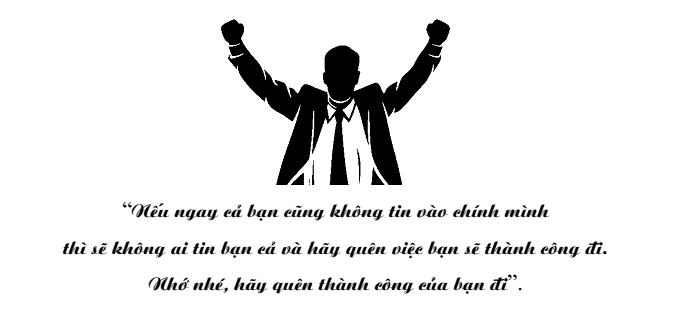 “Nếu ngay cả bạn cũng không tin vào chính mình
thì sẽ không ai tin bạn cả và hãy quên việc bạn sẽ thành công đi.
Nhớ nhé, hãy quên thành công của bạn đi”.